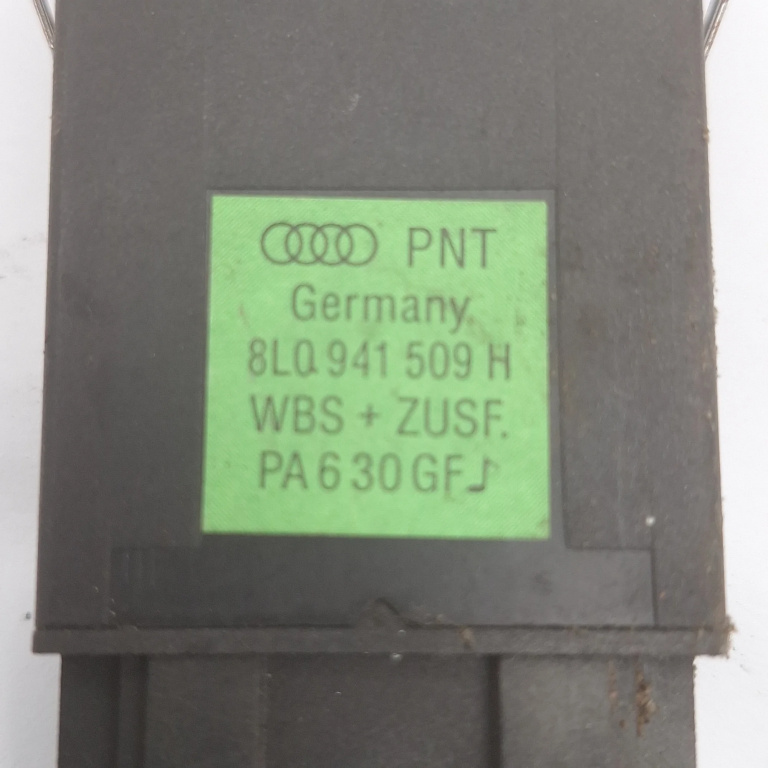 PNT
Germany
8L0 941 509 H
WBS + ZUSF.
PA 6 30 GF